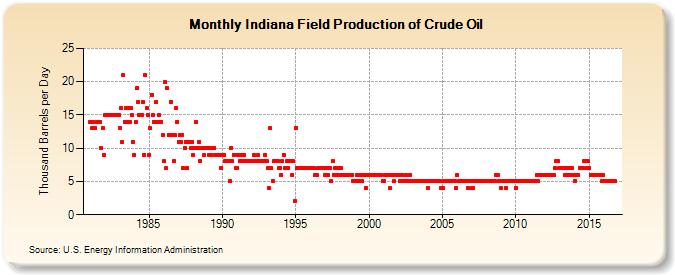 Monthly Indiana Field Production of Crude Oil
Thousand Barrels per Day
25
20
15
10
5
0
1985 1990 1995 2000 2005 2010 2015
Source: U.S. Energy Information Administration